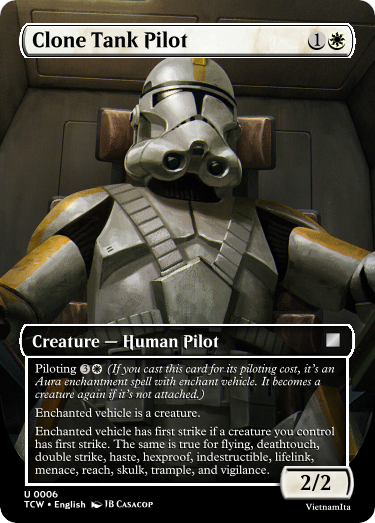 Clone Tank Pilot 1
Creature — Human Pilot
Piloting 3 (If you cast this card for its piloting cost, it's an
Aura enchantment spell with enchant vehicle. It becomes
a creature again if it's not attached.)
Enchanted vehicle is a creature.
Enchanted vehicle has first strike if a creature you control
has first strike. The same is true for flying, deathtouch,
double strike, haste, hexproof, indestructible, lifelink,
menace, reach, skulk, trample, and vigilance.
2/2
U 0006
TCW • English JB Casacop
VietnamIta